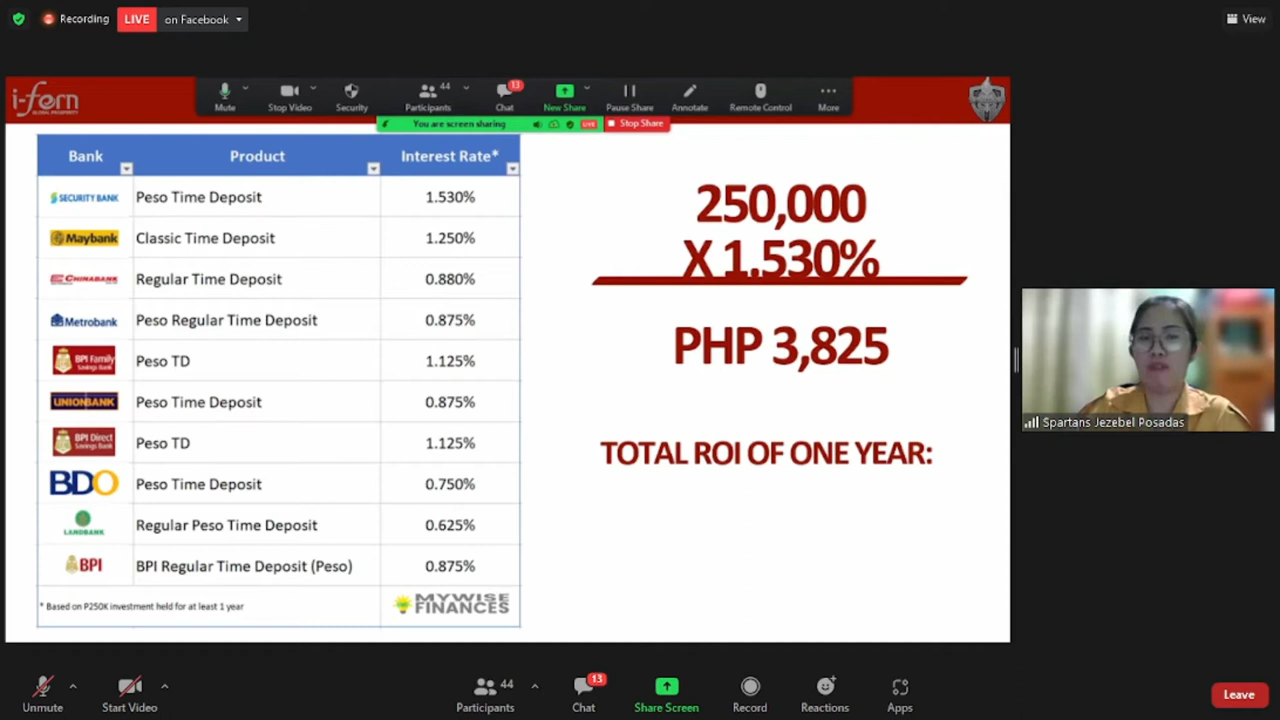 Recording
LIVE
on Facebook
View
i-fern
GLOBAL PROSPERITY
Mute
Stop Video
Security
44
Participants
13
Chat
New Share
Pause Share
Annotate
Remote Control
More
You are screen sharing
LIVE
Stop Share
Bank Product Interest Rate*
SECURITY BANK Peso Time Deposit 1.530%
Maybank Classic Time Deposit 1.250%
CHINABANK Regular Time Deposit 0.880%
Metrobank Peso Regular Time Deposit 0.875%
BPI Family Savings Bank Peso TD 1.125%
UNIONBANK Peso Time Deposit 0.875%
BPI Direct Savings Bank Peso TD 1.125%
BDO Peso Time Deposit 0.750%
LANDBANK Regular Peso Time Deposit 0.625%
BPI BPI Regular Time Deposit (Peso) 0.875%
* Based on P250K investment held for at least 1 year
MYWISE
FINANCES
250,000
X 1.530%
PHP 3,825
TOTAL ROI OF ONE YEAR:
Spartans Jezebel Posadas
Unmute
Start Video
44
Participants
13
Chat
Share Screen
Record
Reactions
Apps
Leave